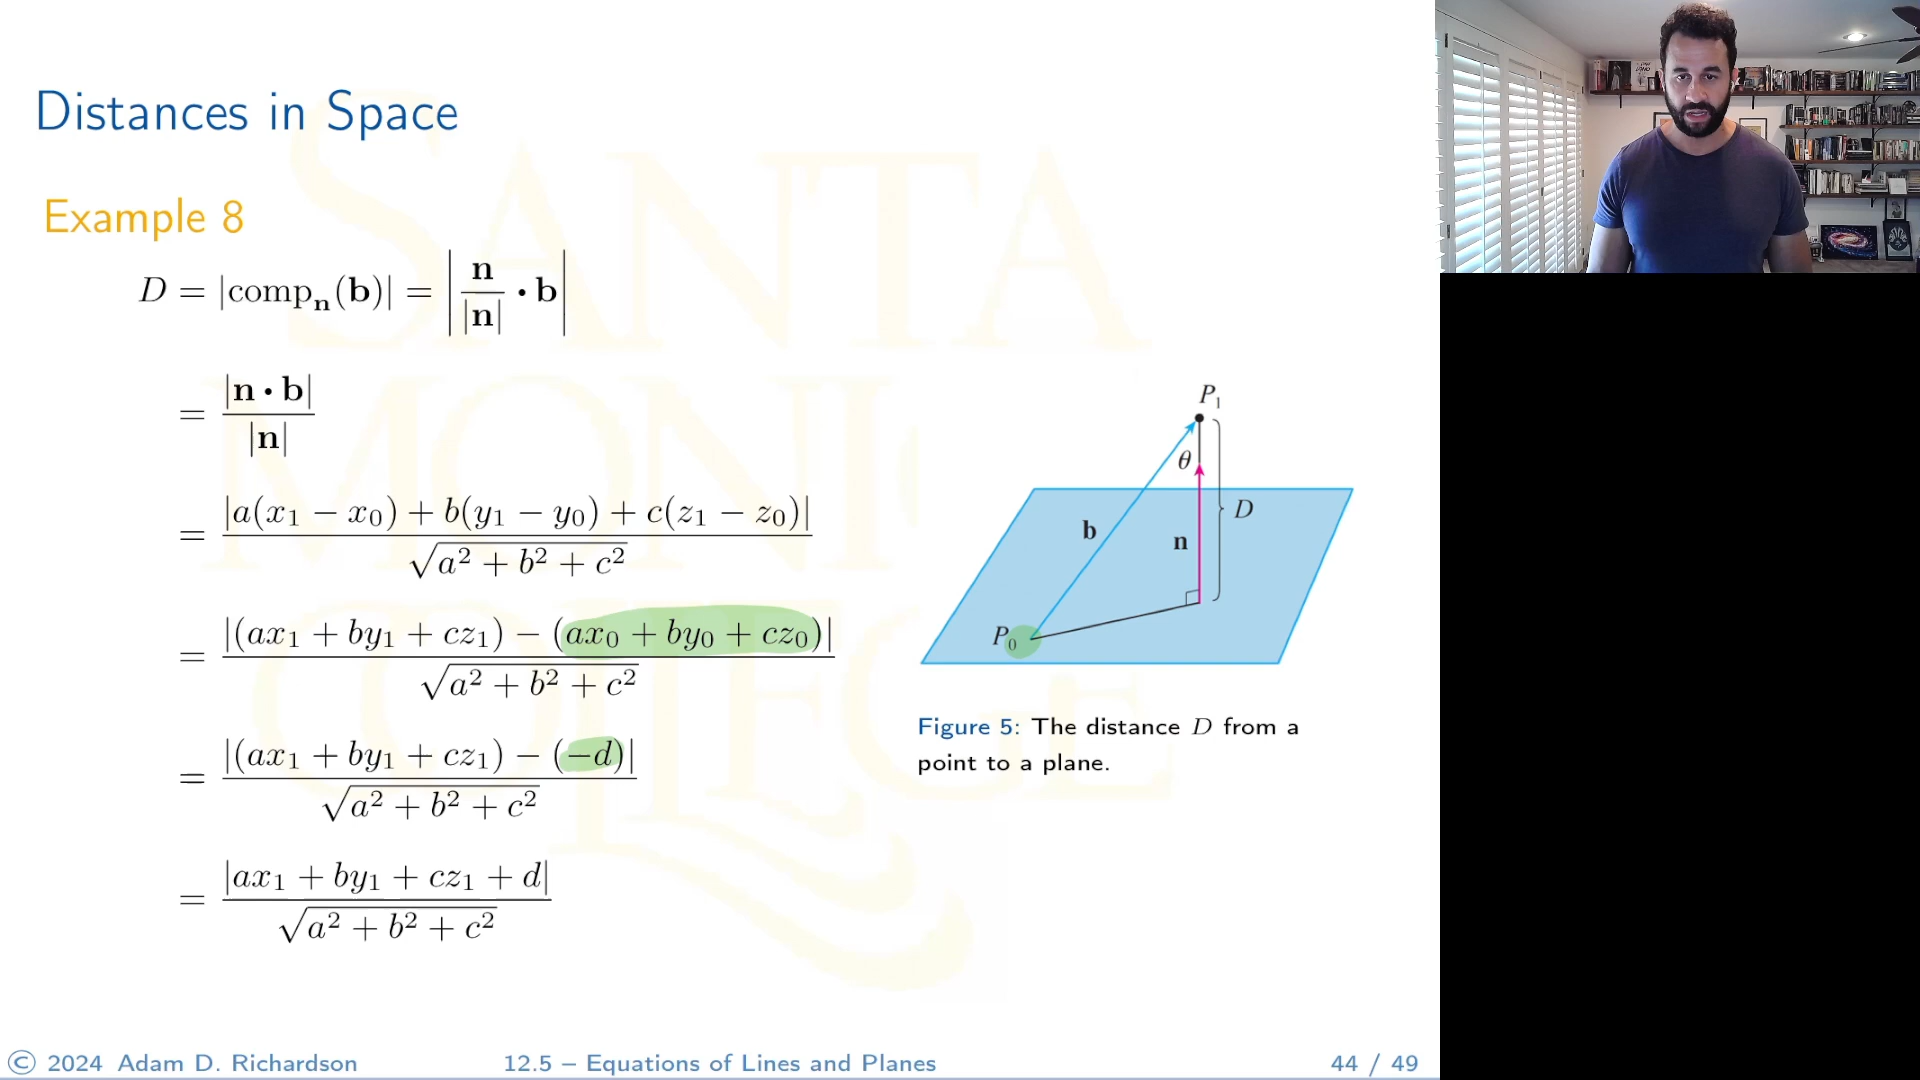 Distances in Space
Example 8
D = |comp_n(b)| = | n/|n| • b |
= |n • b| / |n|
= |a(x₁ − x₀) + b(y₁ − y₀) + c(z₁ − z₀)| / √(a² + b² + c²)
= |(ax₁ + by₁ + cz₁) − (ax₀ + by₀ + cz₀)| / √(a² + b² + c²)
= |(ax₁ + by₁ + cz₁) − (−d)| / √(a² + b² + c²)
= |ax₁ + by₁ + cz₁ + d| / √(a² + b² + c²)
P₁
θ
b
n
D
P₀
Figure 5: The distance D from a
point to a plane.
SANTA
MONIC
COLLEGE
© 2024 Adam D. Richardson
12.5 – Equations of Lines and Planes
44 / 49